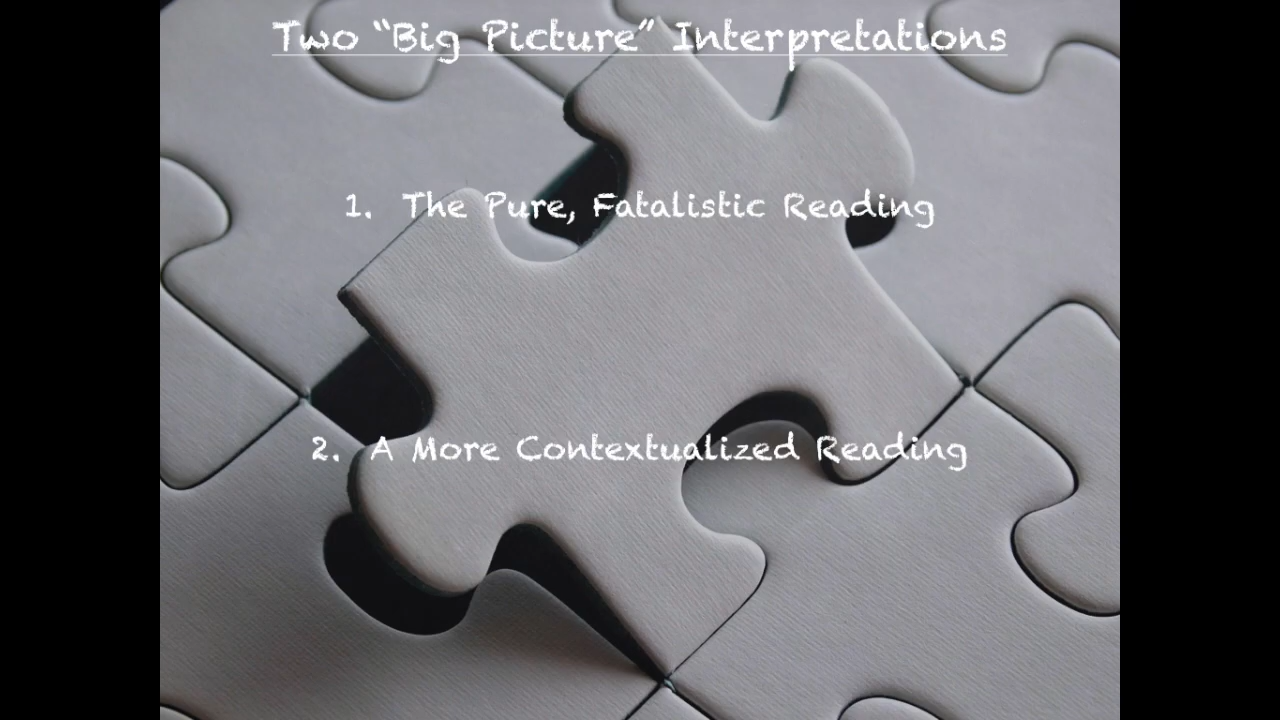 Two “Big Picture” Interpretations
1. The Pure, Fatalistic Reading
2. A More Contextualized Reading